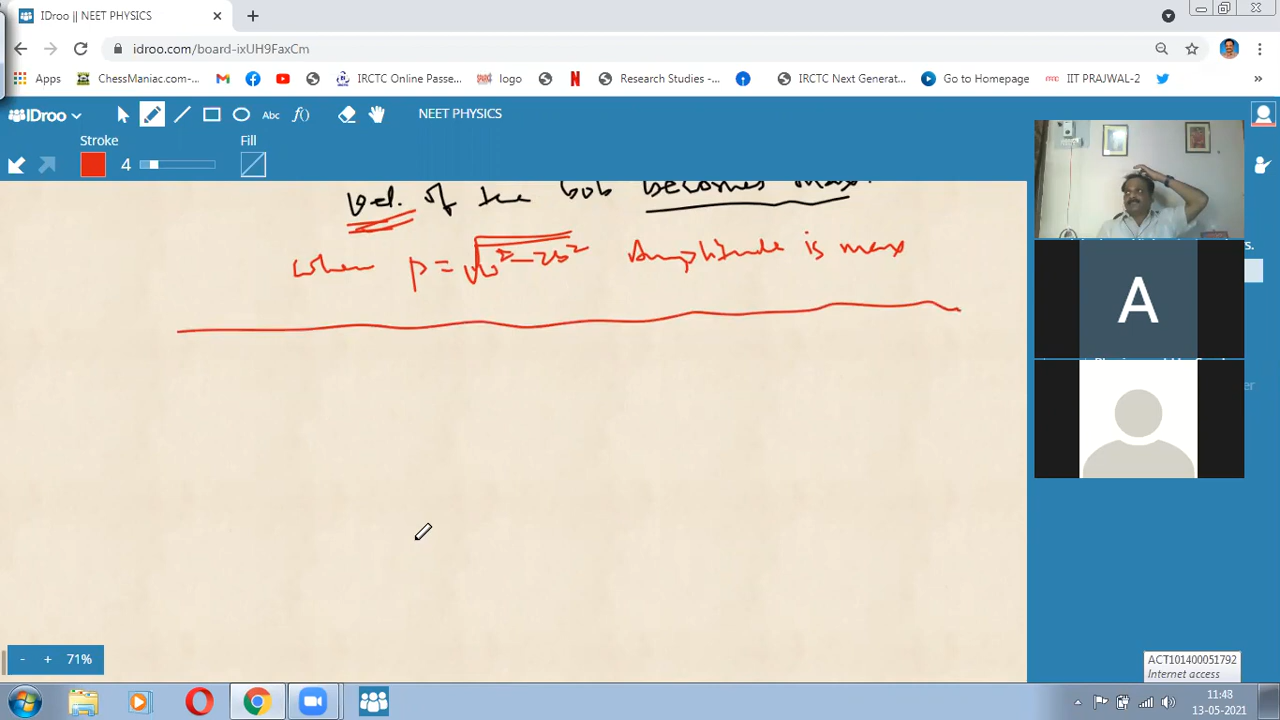 IDroo || NEET PHYSICS
idroo.com/board-ixUH9FaxCm
Apps ChessManiac.com-... IRCTC Online Passe... logo N Research Studies -... IRCTC Next Generat... Go to Homepage IIT PRAJWAL-2 »
IDroo Abc f() NEET PHYSICS
Stroke Fill
4
Vel. of the bob becomes max.
when p = √ω²−2b² Amplitude is max
A
- + 71%
ACT101400051792
Internet access
11:48
13-05-2021